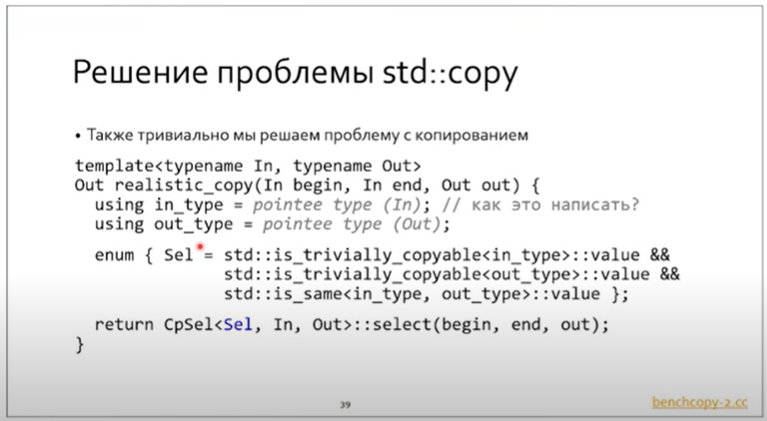 Решение проблемы std::copy
• Также тривиально мы решаем проблему с копированием
template<typename In, typename Out>
Out realistic_copy(In begin, In end, Out out) {
using in_type = pointee type (In); // как это написать?
using out_type = pointee type (Out);
enum { Sel = std::is_trivially_copyable<in_type>::value &&
std::is_trivially_copyable<out_type>::value &&
std::is_same<in_type, out_type>::value };
return CpSel<Sel, In, Out>::select(begin, end, out);
}
39
benchcopy-2.cc